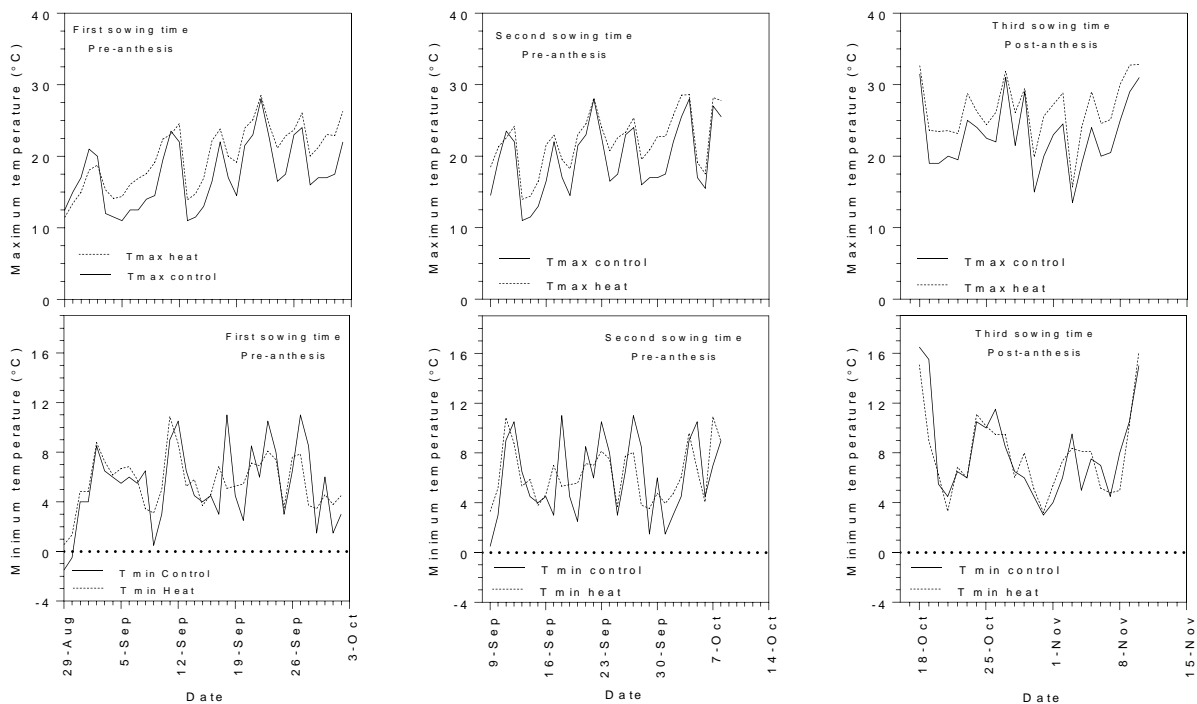 40
30
20
10
0
Maximum temperature (°C)
First sowing time
Pre-anthesis
Tmax heat
Tmax control
40
30
20
10
0
Maximum temperature (°C)
Second sowing time
Pre-anthesis
Tmax control
Tmax heat
40
30
20
10
0
Maximum temperature (°C)
Third sowing time
Post-anthesis
Tmax control
Tmax heat
16
12
8
4
0
-4
Minimum temperature (°C)
First sowing time
Pre-anthesis
T min Control
T min Heat
29-Aug
5-Sep
12-Sep
19-Sep
26-Sep
3-Oct
Date
16
12
8
4
0
-4
Minimum temperature (°C)
Second sowing time
Pre-anthesis
T min control
T min heat
9-Sep
16-Sep
23-Sep
30-Sep
7-Oct
14-Oct
Date
16
12
8
4
0
-4
Minimum temperature (°C)
Third sowing time
Post-anthesis
T min control
T min heat
18-Oct
25-Oct
1-Nov
8-Nov
15-Nov
Date